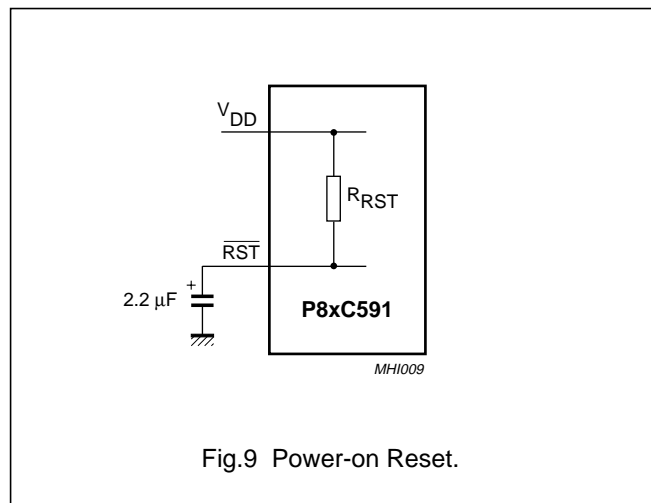 VDD
RRST
RST
+
2.2 μF
P8xC591
MHI009
Fig.9 Power-on Reset.